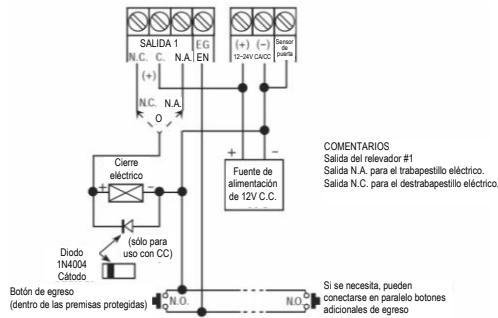 SALIDA 1
EG
(+) (−)
Sensor
de
puerta
N.C. C. N.A. EN
12~24V CA/CC
(+)
N.C. N.A.
O
COMENTARIOS
Salida del relevador #1
Salida N.A. para el trabapestillo eléctrico.
Salida N.C. para el destrabapestillo eléctrico.
+ −
Cierre
eléctrico
Fuente de
alimentación
de 12V C.C.
+ −
(sólo para
uso con CC)
Diodo
1N4004
Cátodo
Botón de egreso
(dentro de las premisas protegidas)
N.O.
N.O.
Si se necesita, pueden
conectarse en paralelo botones
adicionales de egreso